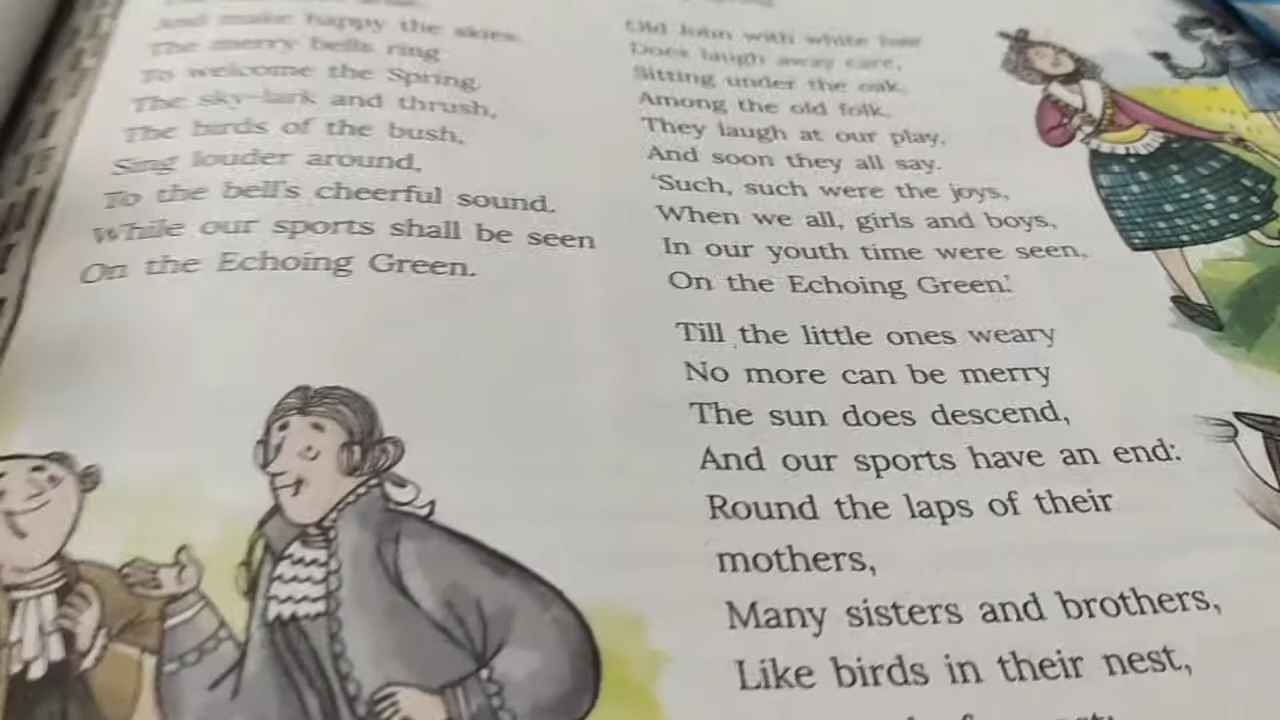 And make happy the skies.
The merry bells ring
To welcome the Spring.
The sky-lark and thrush,
The birds of the bush,
Sing louder around,
To the bell's cheerful sound.
While our sports shall be seen
On the Echoing Green.
Old John with white hair
Does laugh away care,
Sitting under the oak,
Among the old folk.
They laugh at our play,
And soon they all say.
'Such, such were the joys,
When we all, girls and boys,
In our youth time were seen,
On the Echoing Green.'
Till the little ones weary
No more can be merry
The sun does descend,
And our sports have an end:
Round the laps of their
mothers,
Many sisters and brothers,
Like birds in their nest,